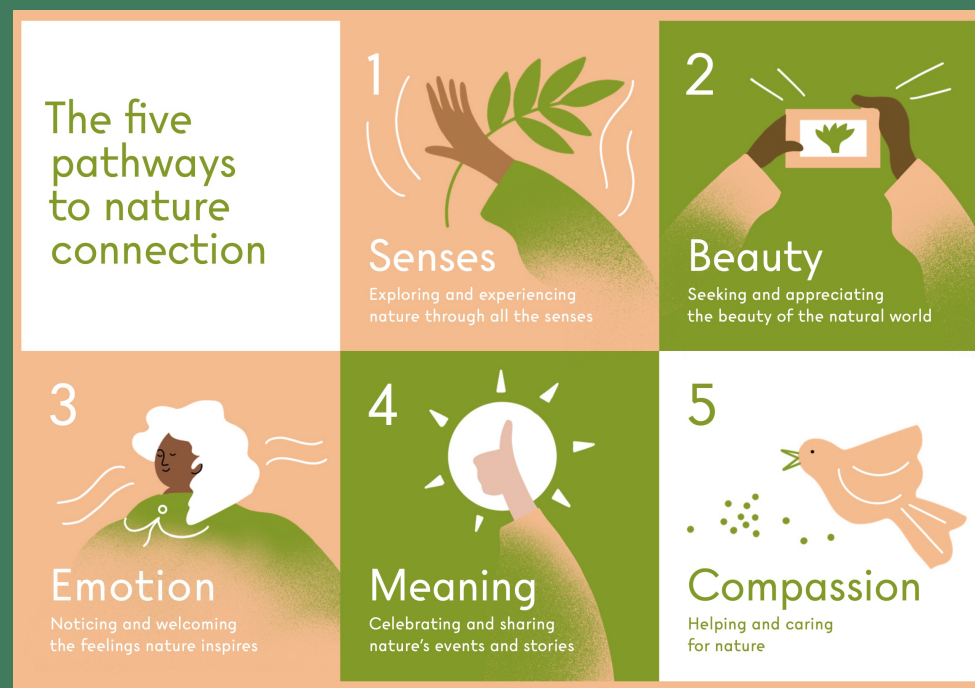 The five
pathways
to nature
connection
1
Senses
Exploring and experiencing
nature through all the senses
2
Beauty
Seeking and appreciating
the beauty of the natural world
3
Emotion
Noticing and welcoming
the feelings nature inspires
4
Meaning
Celebrating and sharing
nature's events and stories
5
Compassion
Helping and caring
for nature